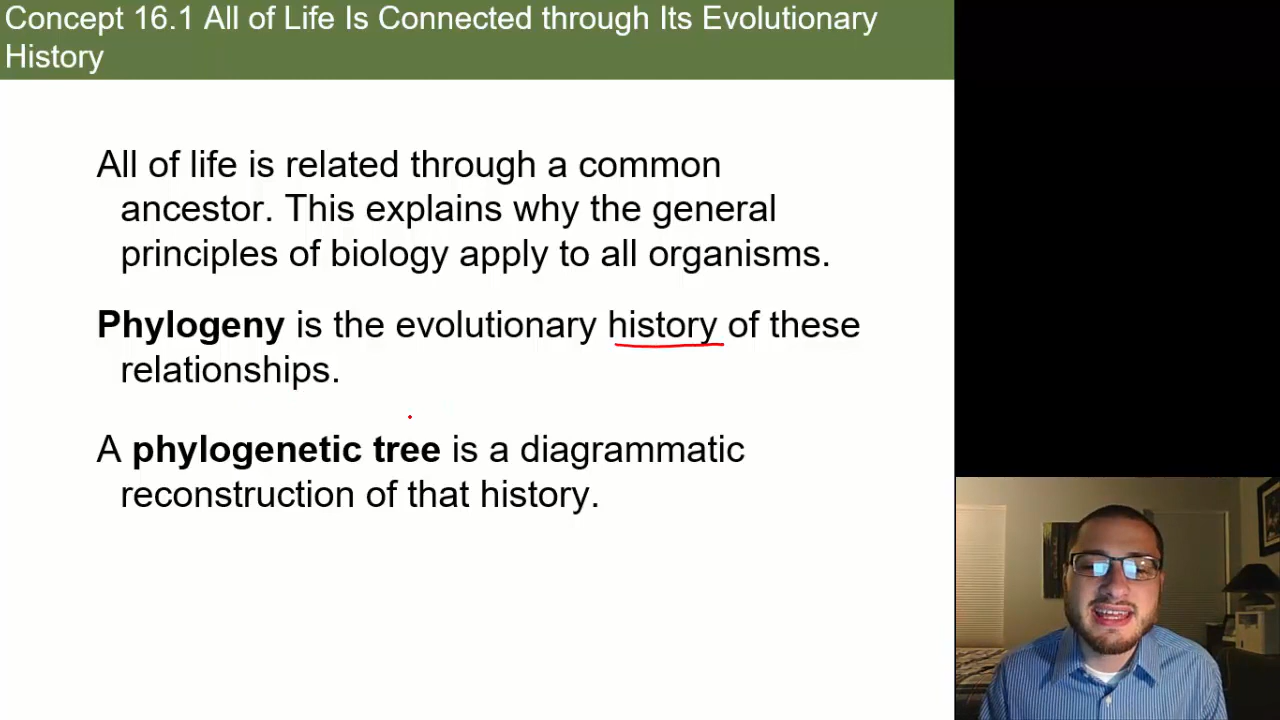 Concept 16.1 All of Life Is Connected through Its Evolutionary
History
All of life is related through a common
ancestor. This explains why the general
principles of biology apply to all organisms.
Phylogeny is the evolutionary history of these
relationships.
A phylogenetic tree is a diagrammatic
reconstruction of that history.